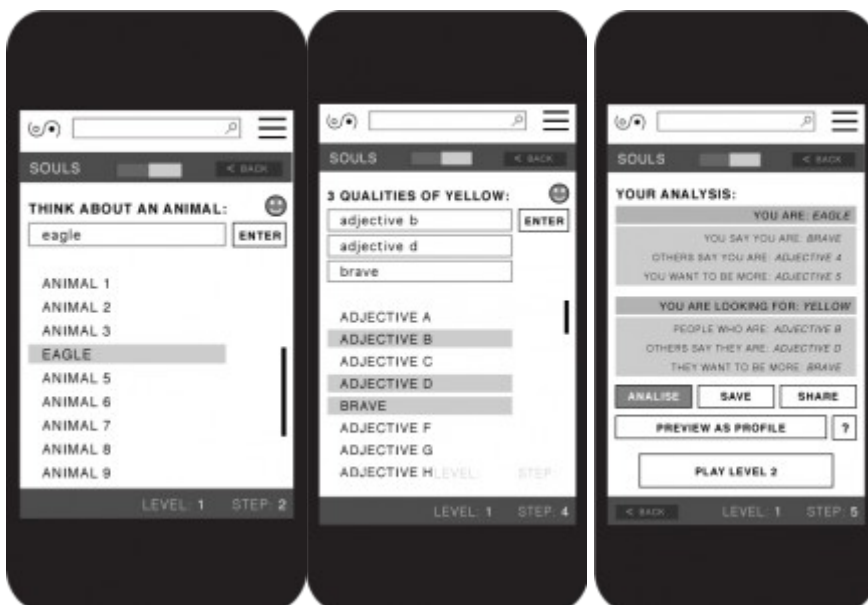 SOULS
< BACK
THINK ABOUT AN ANIMAL:
eagle
ENTER
ANIMAL 1
ANIMAL 2
ANIMAL 3
EAGLE
ANIMAL 5
ANIMAL 6
ANIMAL 7
ANIMAL 8
ANIMAL 9
LEVEL: 1 STEP: 2
SOULS
< BACK
3 QUALITIES OF YELLOW:
adjective b
ENTER
adjective d
brave
ADJECTIVE A
ADJECTIVE B
ADJECTIVE C
ADJECTIVE D
BRAVE
ADJECTIVE F
ADJECTIVE G
ADJECTIVE H LEVEL: STEP:
LEVEL: 1 STEP: 4
SOULS
< BACK
YOUR ANALYSIS:
YOU ARE: EAGLE
YOU SAY YOU ARE: BRAVE
OTHERS SAY YOU ARE: ADJECTIVE 4
YOU WANT TO BE MORE: ADJECTIVE 5
YOU ARE LOOKING FOR: YELLOW
PEOPLE WHO ARE: ADJECTIVE B
OTHERS SAY THEY ARE: ADJECTIVE D
THEY WANT TO BE MORE: BRAVE
ANALISE SAVE SHARE
PREVIEW AS PROFILE ?
PLAY LEVEL 2
< BACK LEVEL: 1 STEP: 5